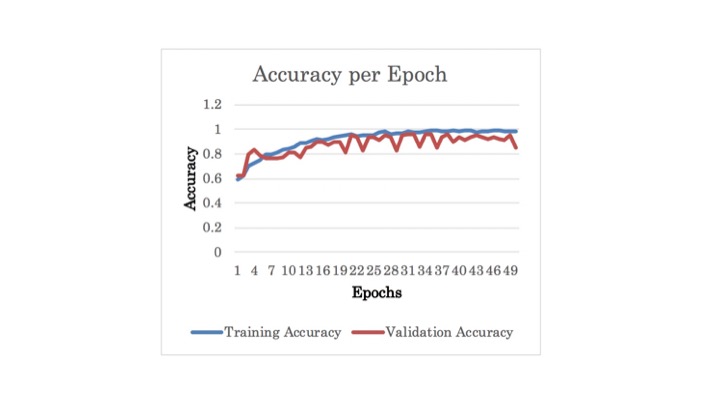 Accuracy per Epoch
1.2
1
0.8
0.6
0.4
0.2
0
Accuracy
1 4 7 10 13 16 19 22 25 28 31 34 37 40 43 46 49
Epochs
Training Accuracy Validation Accuracy